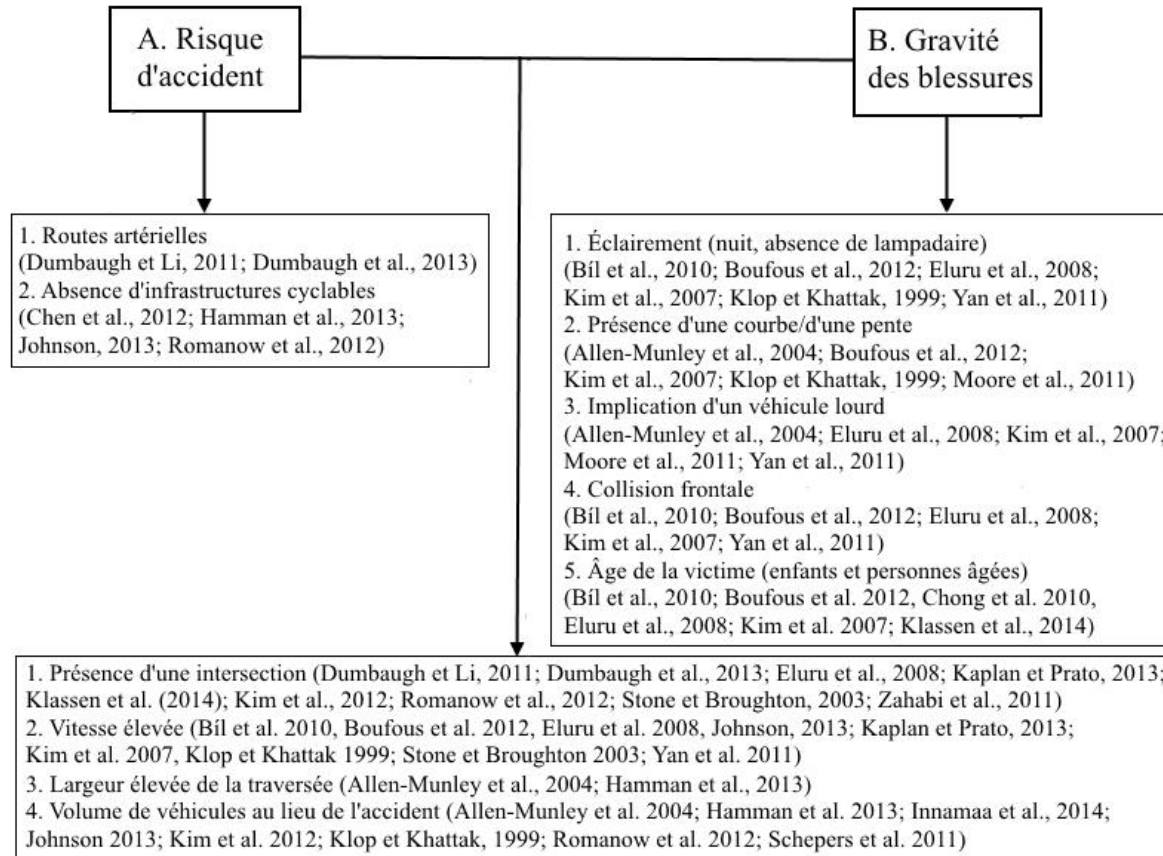 A. Risque
d'accident
B. Gravité
des blessures
1. Routes artérielles
(Dumbaugh et Li, 2011; Dumbaugh et al., 2013)
2. Absence d'infrastructures cyclables
(Chen et al., 2012; Hamman et al., 2013;
Johnson, 2013; Romanow et al., 2012)
1. Éclairement (nuit, absence de lampadaire)
(Bíl et al., 2010; Boufous et al., 2012; Eluru et al., 2008;
Kim et al., 2007; Klop et Khattak, 1999; Yan et al., 2011)
2. Présence d'une courbe/d'une pente
(Allen-Munley et al., 2004; Boufous et al., 2012;
Kim et al., 2007; Klop et Khattak, 1999; Moore et al., 2011)
3. Implication d'un véhicule lourd
(Allen-Munley et al., 2004; Eluru et al., 2008; Kim et al., 2007;
Moore et al., 2011; Yan et al., 2011)
4. Collision frontale
(Bíl et al., 2010; Boufous et al., 2012; Eluru et al., 2008;
Kim et al., 2007; Yan et al., 2011)
5. Âge de la victime (enfants et personnes âgées)
(Bíl et al., 2010; Boufous et al. 2012, Chong et al. 2010,
Eluru et al., 2008; Kim et al. 2007; Klassen et al., 2014)
1. Présence d'une intersection (Dumbaugh et Li, 2011; Dumbaugh et al., 2013; Eluru et al., 2008; Kaplan et Prato, 2013;
Klassen et al. (2014); Kim et al., 2012; Romanow et al., 2012; Stone et Broughton, 2003; Zahabi et al., 2011)
2. Vitesse élevée (Bíl et al. 2010, Boufous et al. 2012, Eluru et al. 2008, Johnson, 2013; Kaplan et Prato, 2013;
Kim et al. 2007, Klop et Khattak 1999; Stone et Broughton 2003; Yan et al. 2011)
3. Largeur élevée de la traversée (Allen-Munley et al., 2004; Hamman et al., 2013)
4. Volume de véhicules au lieu de l'accident (Allen-Munley et al. 2004; Hamman et al. 2013; Innamaa et al., 2014;
Johnson 2013; Kim et al. 2012; Klop et Khattak, 1999; Romanow et al. 2012; Schepers et al. 2011)